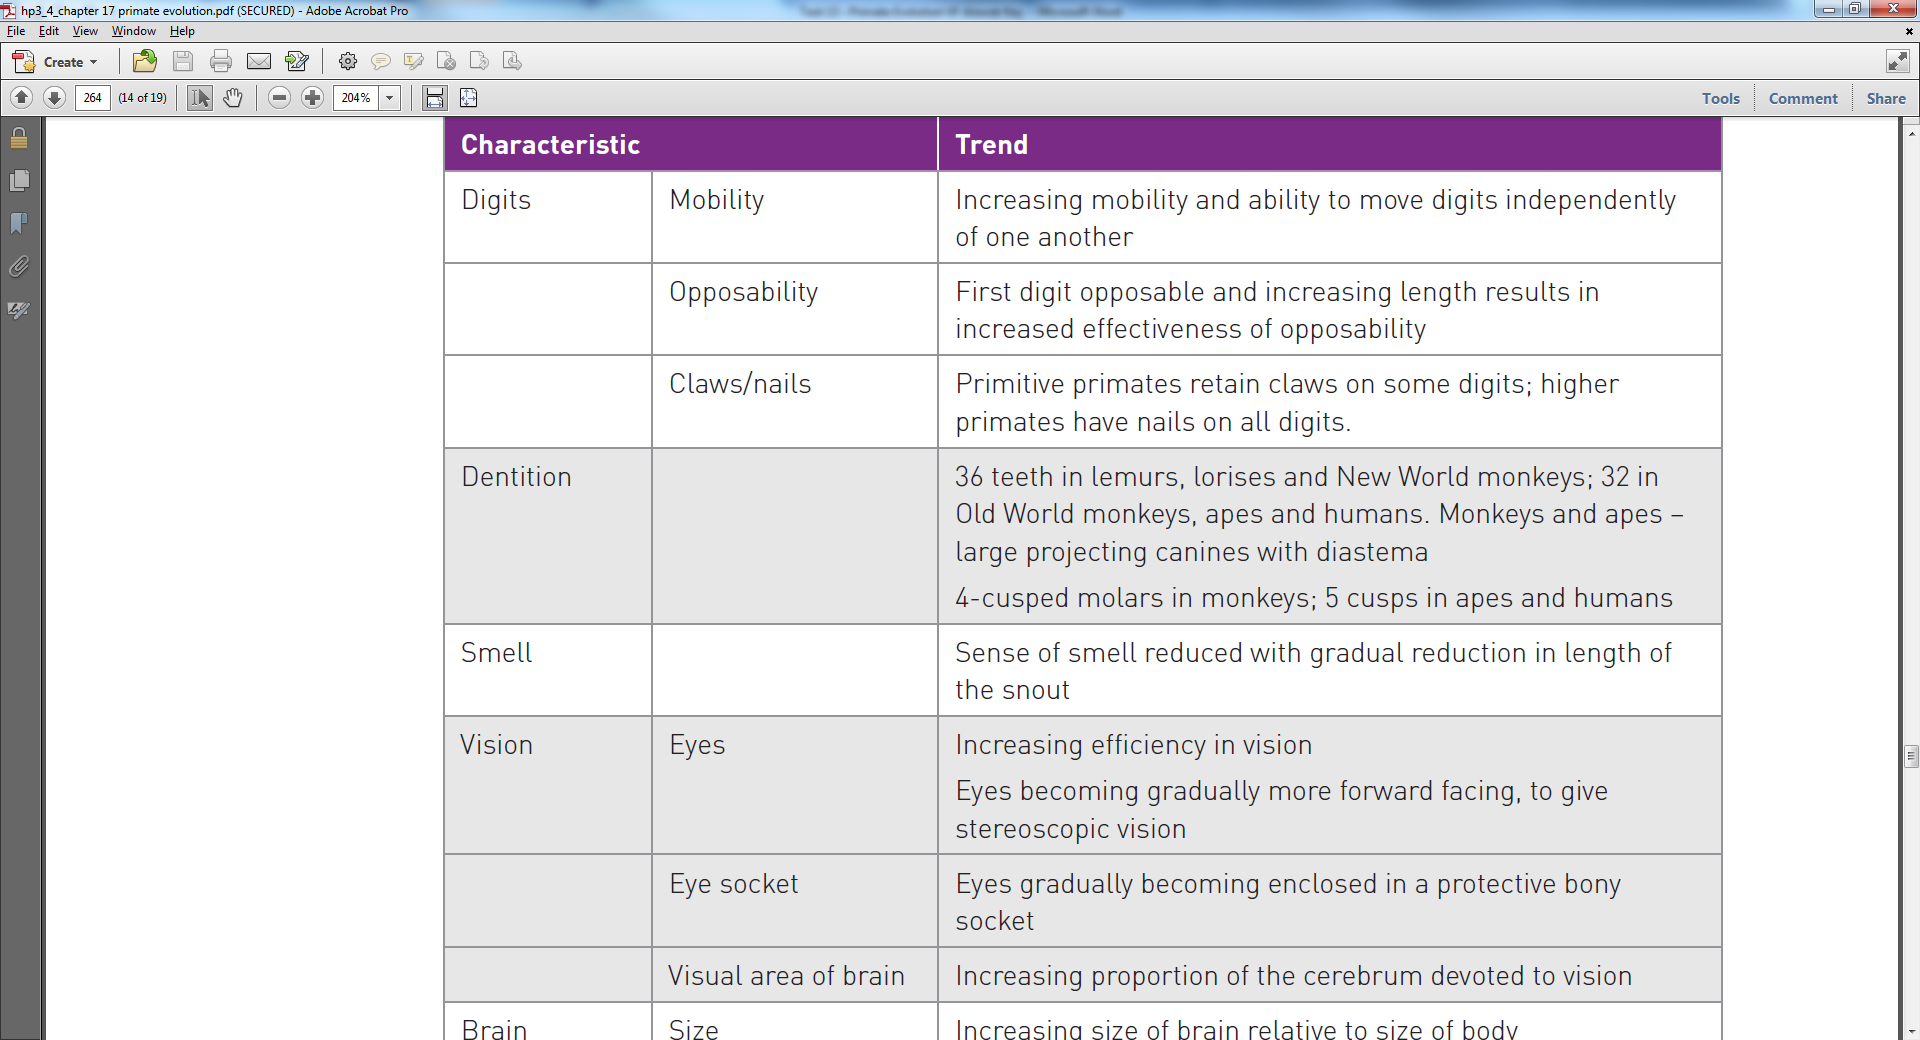 hp3_4_chapter 17 primate evolution.pdf (SECURED) - Adobe Acrobat Pro
File Edit View Window Help
Create
264 (14 of 19) 204% Tools Comment Share
Characteristic Trend
Digits Mobility Increasing mobility and ability to move digits independently
of one another
Opposability First digit opposable and increasing length results in
increased effectiveness of opposability
Claws/nails Primitive primates retain claws on some digits; higher
primates have nails on all digits.
Dentition 36 teeth in lemurs, lorises and New World monkeys; 32 in
Old World monkeys, apes and humans. Monkeys and apes –
large projecting canines with diastema
4-cusped molars in monkeys; 5 cusps in apes and humans
Smell Sense of smell reduced with gradual reduction in length of
the snout
Vision Eyes Increasing efficiency in vision
Eyes becoming gradually more forward facing, to give
stereoscopic vision
Eye socket Eyes gradually becoming enclosed in a protective bony
socket
Visual area of brain Increasing proportion of the cerebrum devoted to vision
Brain Size Increasing size of brain relative to size of body